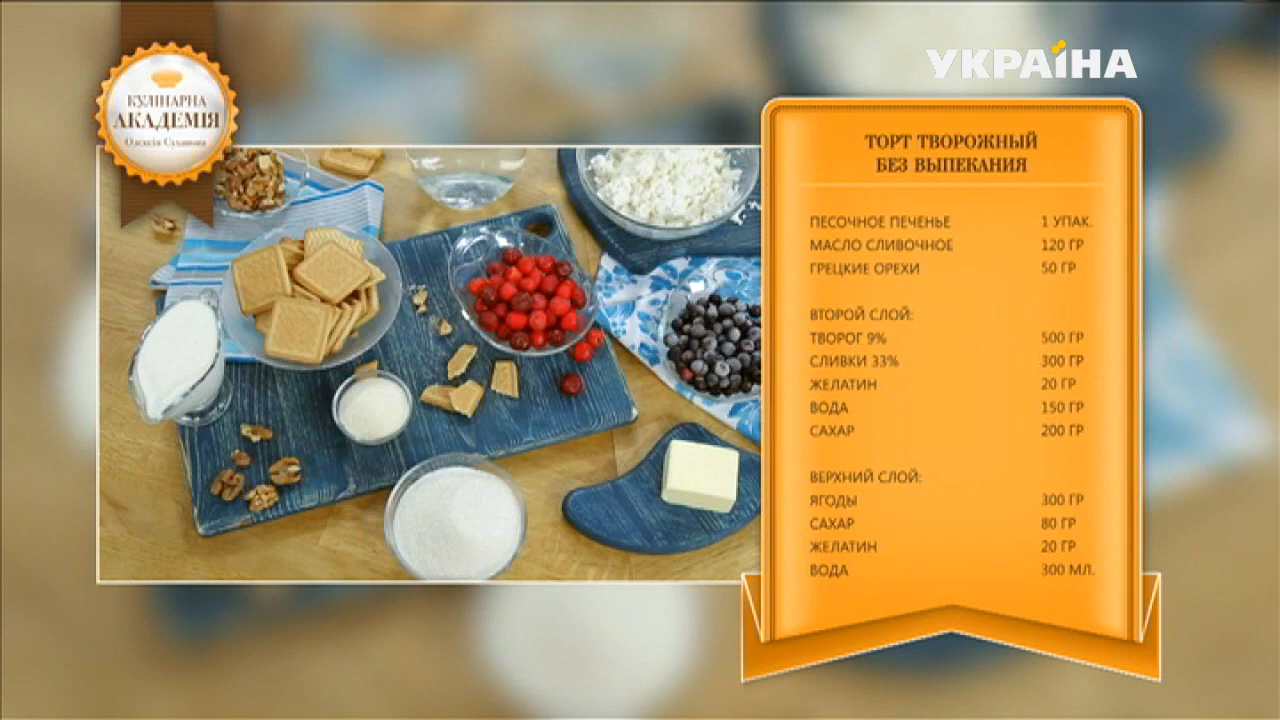 КУЛІНАРНА
АКАДЕМІЯ
Олексія Суханова
УКРАЇНА
ТОРТ ТВОРОЖНЫЙ
БЕЗ ВЫПЕКАНИЯ
ПЕСОЧНОЕ ПЕЧЕНЬЕ 1 УПАК.
МАСЛО СЛИВОЧНОЕ 120 ГР
ГРЕЦКИЕ ОРЕХИ 50 ГР
ВТОРОЙ СЛОЙ:
ТВОРОГ 9% 500 ГР
СЛИВКИ 33% 300 ГР
ЖЕЛАТИН 20 ГР
ВОДА 150 ГР
САХАР 200 ГР
ВЕРХНИЙ СЛОЙ:
ЯГОДЫ 300 ГР
САХАР 80 ГР
ЖЕЛАТИН 20 ГР
ВОДА 300 МЛ.